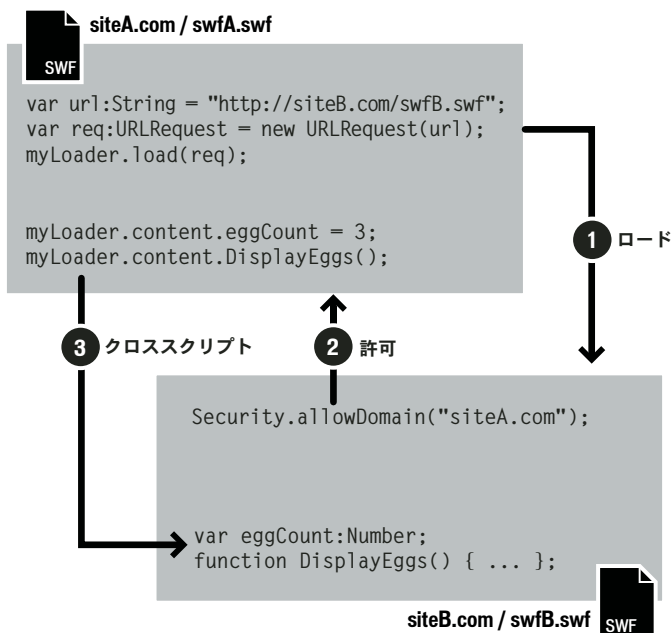 siteA.com / swfA.swf
SWF
var url:String = "http://siteB.com/swfB.swf";
var req:URLRequest = new URLRequest(url);
myLoader.load(req);
myLoader.content.eggCount = 3;
myLoader.content.DisplayEggs();
1 ロード
3 クロススクリプト
2 許可
Security.allowDomain("siteA.com");
var eggCount:Number;
function DisplayEggs() { ... };
siteB.com / swfB.swf
SWF